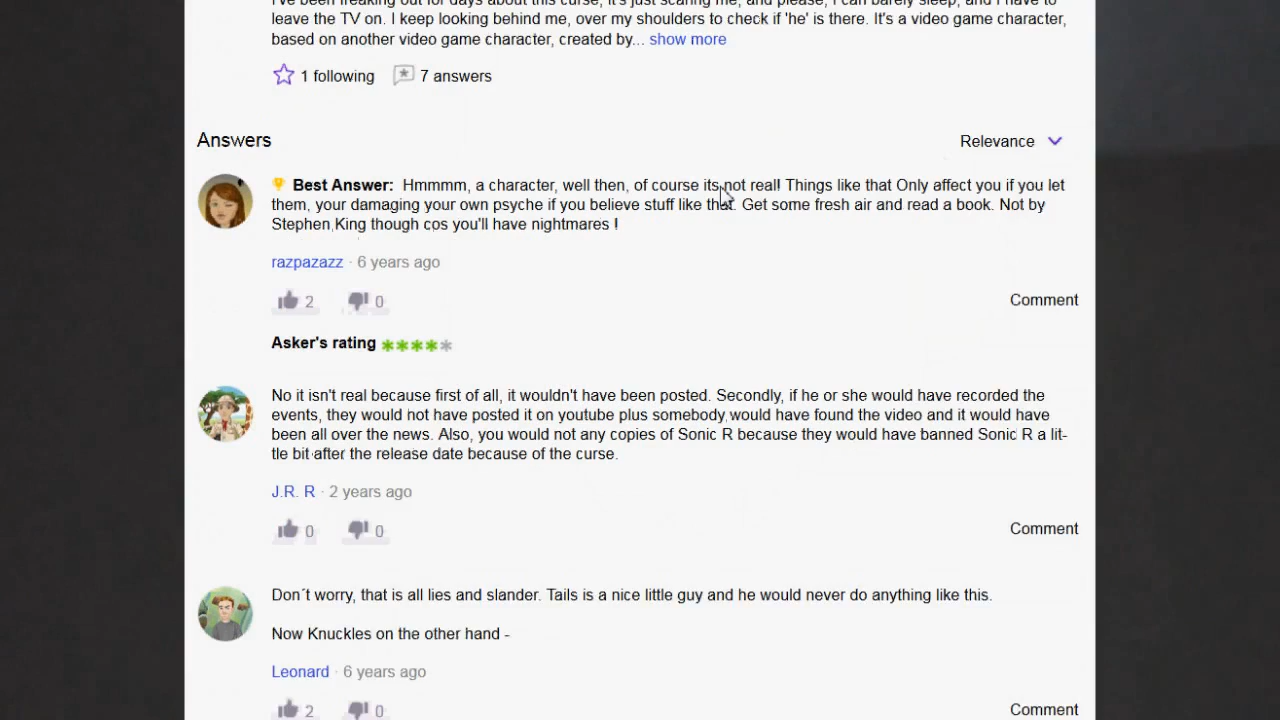 I've been freaking out for days about this curse, it's just scaring me, and please, I can barely sleep, and I have to
leave the TV on. I keep looking behind me, over my shoulders to check if 'he' is there. It's a video game character,
based on another video game character, created by... show more
1 following 7 answers
Answers
Relevance
Best Answer: Hmmmm, a character, well then, of course its not real! Things like that Only affect you if you let
them, your damaging your own psyche if you believe stuff like that. Get some fresh air and read a book. Not by
Stephen King though cos you'll have nightmares !
razpazazz · 6 years ago
2 0
Comment
Asker's rating
No it isn't real because first of all, it wouldn't have been posted. Secondly, if he or she would have recorded the
events, they would not have posted it on youtube plus somebody would have found the video and it would have
been all over the news. Also, you would not any copies of Sonic R because they would have banned Sonic R a lit-
tle bit after the release date because of the curse.
J.R. R · 2 years ago
0 0
Comment
Don´t worry, that is all lies and slander. Tails is a nice little guy and he would never do anything like this.
Now Knuckles on the other hand -
Leonard · 6 years ago
2 0
Comment